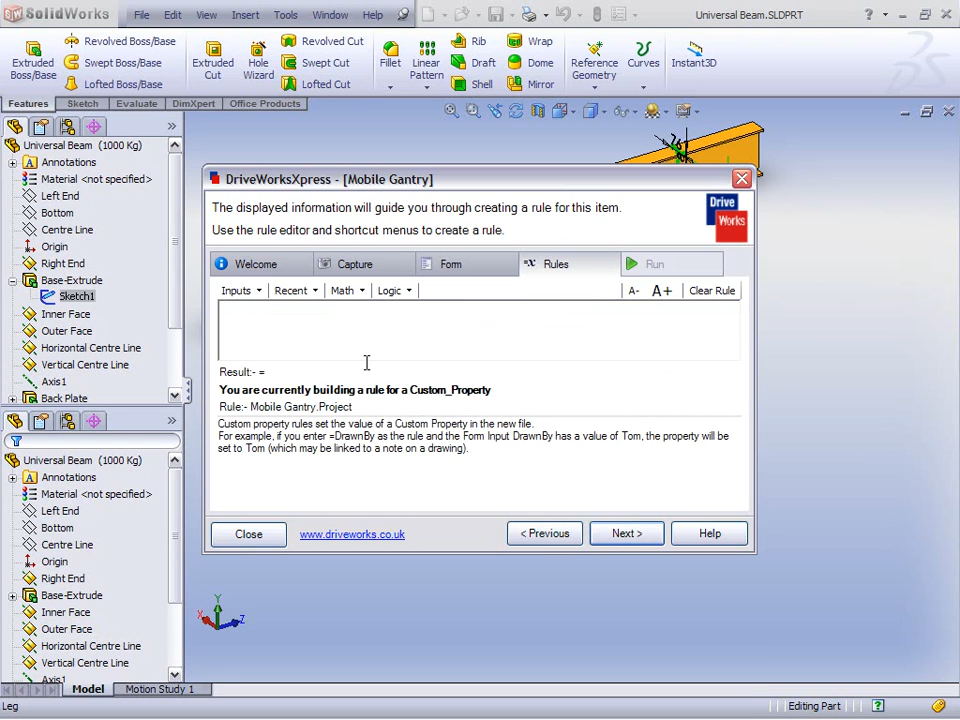 SolidWorks
File Edit View Insert Tools Window Help
Universal Beam.SLDPRT
Extruded Boss/Base
Revolved Boss/Base
Swept Boss/Base
Lofted Boss/Base
Extruded Cut
Hole Wizard
Revolved Cut
Swept Cut
Lofted Cut
Fillet
Linear Pattern
Rib
Draft
Shell
Wrap
Dome
Mirror
Reference Geometry
Curves
Instant3D
Features Sketch Evaluate DimXpert Office Products
Universal Beam (1000 Kg)
Annotations
Material <not specified>
Left End
Bottom
Centre Line
Origin
Right End
Base-Extrude
Sketch1
Inner Face
Outer Face
Horizontal Centre Line
Vertical Centre Line
Axis1
Back Plate
Universal Beam (1000 Kg)
Annotations
Material <not specified>
Left End
Bottom
Centre Line
Origin
Right End
Base-Extrude
Inner Face
Outer Face
Horizontal Centre Line
Vertical Centre Line
Axis1
DriveWorksXpress - [Mobile Gantry]
The displayed information will guide you through creating a rule for this item.
Use the rule editor and shortcut menus to create a rule.
Drive
Works
Welcome Capture Form Rules Run
Inputs Recent Math Logic A- A+ Clear Rule
Result:- =
You are currently building a rule for a Custom_Property
Rule:- Mobile Gantry.Project
Custom property rules set the value of a Custom Property in the new file.
For example, if you enter =DrawnBy as the rule and the Form Input DrawnBy has a value of Tom, the property will be
set to Tom (which may be linked to a note on a drawing).
Close www.driveworks.co.uk < Previous Next > Help
X Y Z
Model Motion Study 1
Leg Editing Part